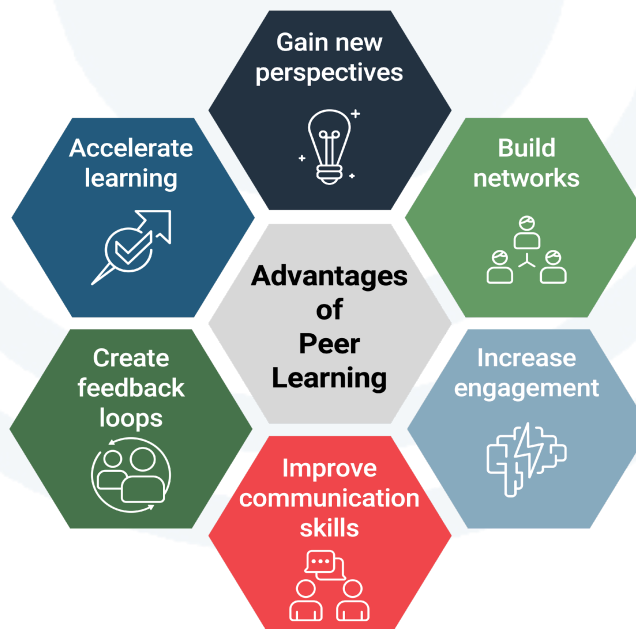 Gain new
perspectives
Accelerate
learning
Build
networks
Advantages
of
Peer
Learning
Create
feedback
loops
Increase
engagement
Improve
communication
skills